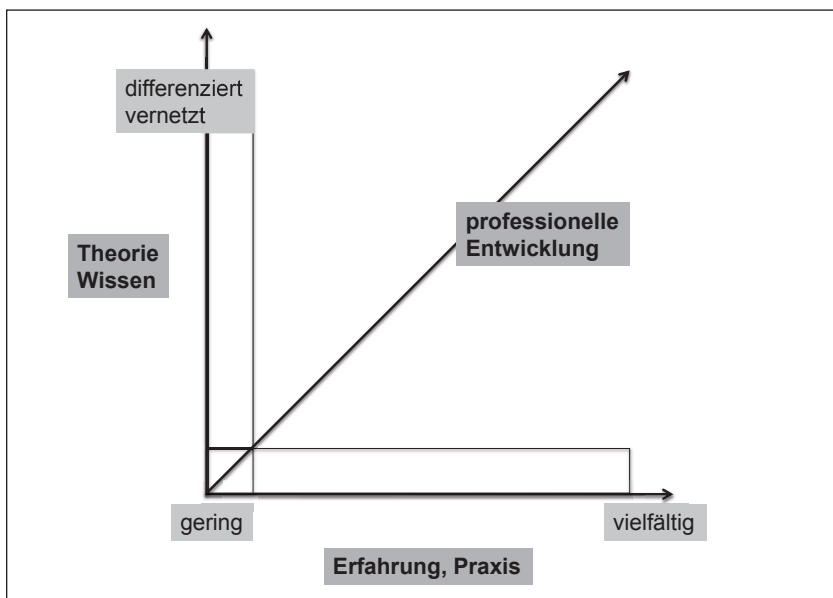 differenziert
vernetzt
professionelle
Entwicklung
Theorie
Wissen
gering
vielfältig
Erfahrung, Praxis